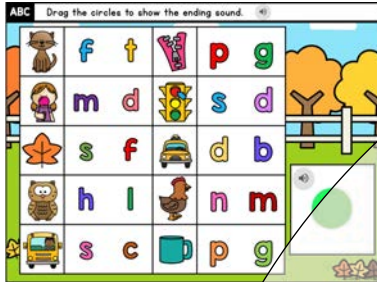 ABC Drag the circles to show the ending sound.
f t p g
m d s d
s f d b
h l n m
s c p g